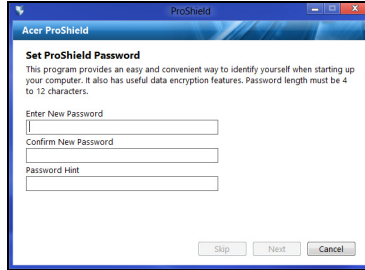 ProShield
Acer ProShield
Set ProShield Password
This program provides an easy and convenient way to identify yourself when starting up
your computer. It also has useful data encryption features. Password length must be 4
to 12 characters.
Enter New Password
Confirm New Password
Password Hint
Skip Next Cancel